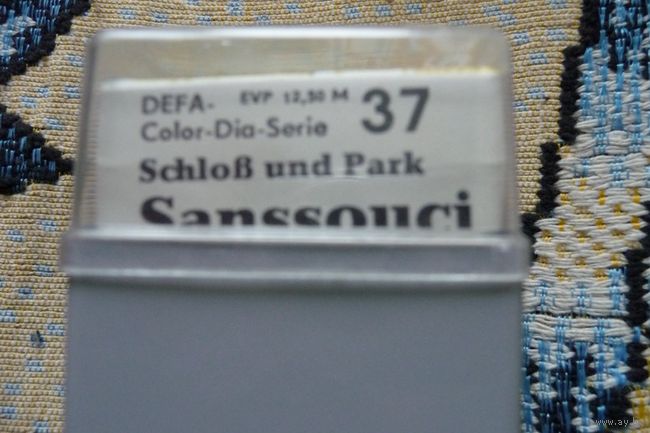 DEFA- EVP 12,50 M 37
Color-Dia-Serie
Schloß und Park
Sanssouci